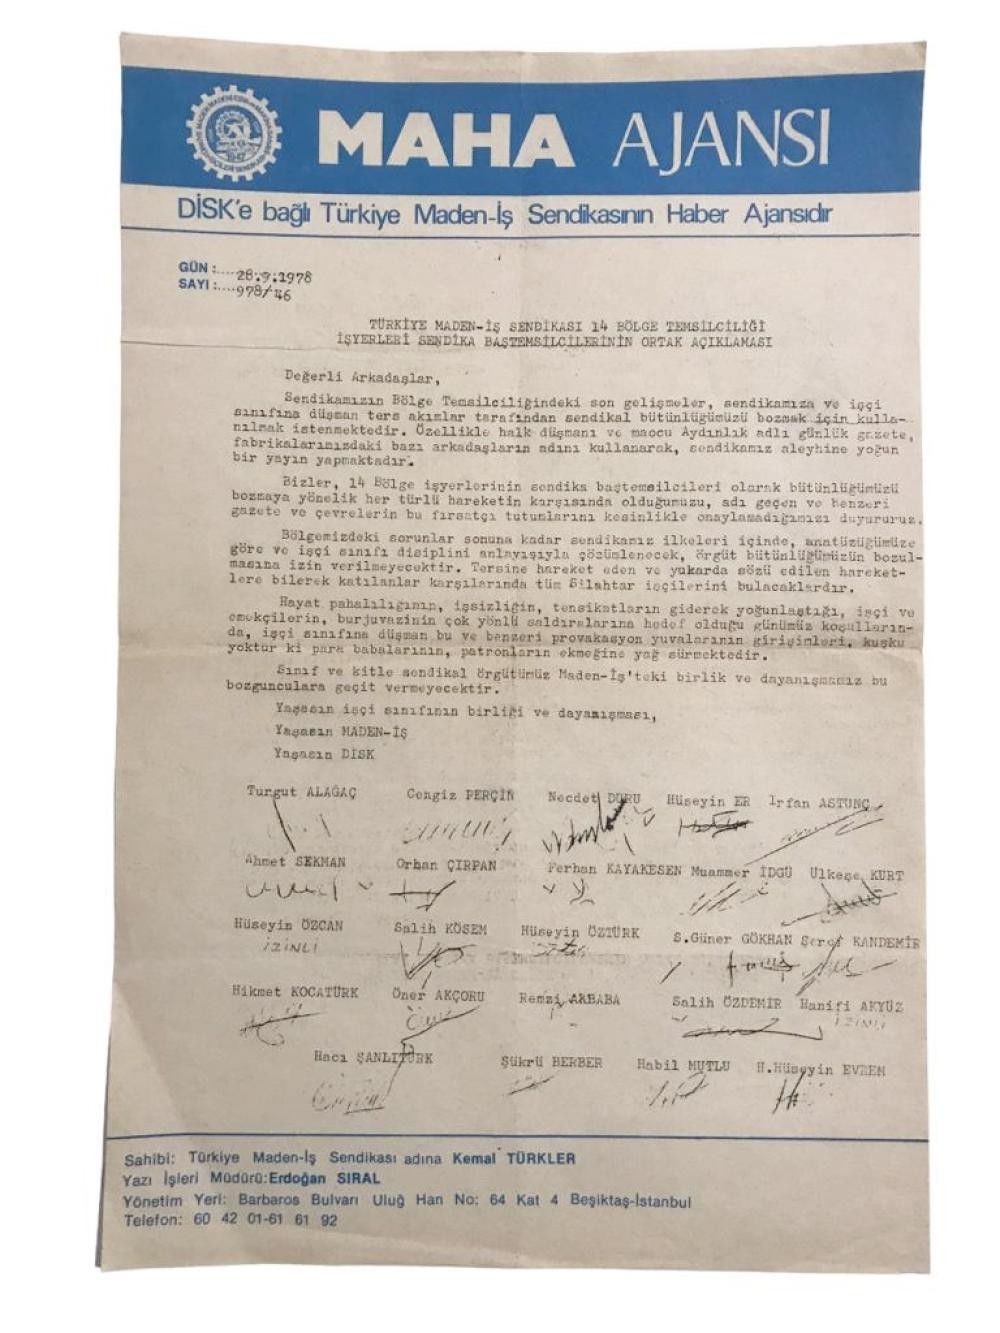 MAHA AJANSI
DİSK'e bağlı Türkiye Maden-İş Sendikasının Haber Ajansıdır
GÜN :....28.9.1978
SAYI :....978/46
TÜRKİYE MADEN-İŞ SENDİKASI 14 BÖLGE TEMSİLCİLİĞİ
İŞYERLERİ SENDİKA BAŞTEMSİLCİLERİNİN ORTAK AÇIKLAMASI
Değerli Arkadaşlar,
Sendikamızın Bölge Temsilciliğindeki son gelişmeler, sendikamıza ve işçi
sınıfına düşman ters akımlar tarafından sendikal bütünlüğümüzü bozmak için kulla-
nılmak istenmektedir. Özellikle halk düşmanı ve maocu Aydınlık adlı günlük gazete,
fabrikalarımızdaki bazı arkadaşların adını kullanarak, sendikamız aleyhine yoğun
bir yayın yapmaktadır.
Bizler, 14 Bölge işyerlerinin sendika baştemsilcileri olarak bütünlüğümüzü
bozmaya yönelik her türlü hareketin karşısında olduğumuzu, adı geçen ve benzeri
gazete ve çevrelerin bu fırsatçı tutumlarını kesinlikle onaylamadığımızı duyururuz.
Bölgemizdeki sorunlar sonuna kadar sendikamız ilkeleri içinde, anatüzüğümüze
göre ve işçi sınıfı disiplini anlayışıyla çözümlenecek, örgüt bütünlüğümüzün bozul-
masına izin verilmeyecektir. Tersine hareket eden ve yukarda sözü edilen hareket-
lere bilerek katılanlar karşılarında tüm Silahtar işçilerini bulacaklardır.
Hayat pahalılığının, işsizliğin, tensikatların giderek yoğunlaştığı, işçi ve
emekçilerin, burjuvazinin çok yönlü saldırılarına hedef olduğu günümüz koşulların-
da, işçi sınıfına düşman bu ve benzeri provakasyon yuvalarının girişimleri, kuşku
yoktur ki para babalarının, patronların ekmeğine yağ sürmektedir.
Sınıf ve kitle sendikal örgütümüz Maden-İş'teki birlik ve dayanışmamız bu
bozgunculara geçit vermeyecektir.
Yaşasın işçi sınıfının birliği ve dayanışması,
Yaşasın MADEN-İŞ
Yaşasın DİSK
Turgut ALAĞAÇ Cengiz PERÇİN Necdet DURU Hüseyin ER İrfan ASTUNÇ
Ahmet SEKMAN Orhan ÇIRPAN Ferhan KAYAKESEN Muammer İDGÜ Ülkeşe KURT
Hüseyin ÖZCAN Salih KÖSEM Hüseyin ÖZTÜRK S.Güner GÖKHAN Şeref KANDEMİR
İZİNLİ
Hikmet KOCATÜRK Öner AKÇORU Remzi AKBABA Salih ÖZDEMİR Hanifi AKYÜZ
İZİNLİ
Hacı ŞANLITÜRK Şükrü BERBER Habil MUTLU H.Hüseyin EVREM
Sahibi: Türkiye Maden-İş Sendikası adına Kemal TÜRKLER
Yazı İşleri Müdürü: Erdoğan SIRAL
Yönetim Yeri: Barbaros Bulvarı Uluğ Han No: 64 Kat 4 Beşiktaş-İstanbul
Telefon: 60 42 01-61 61 92